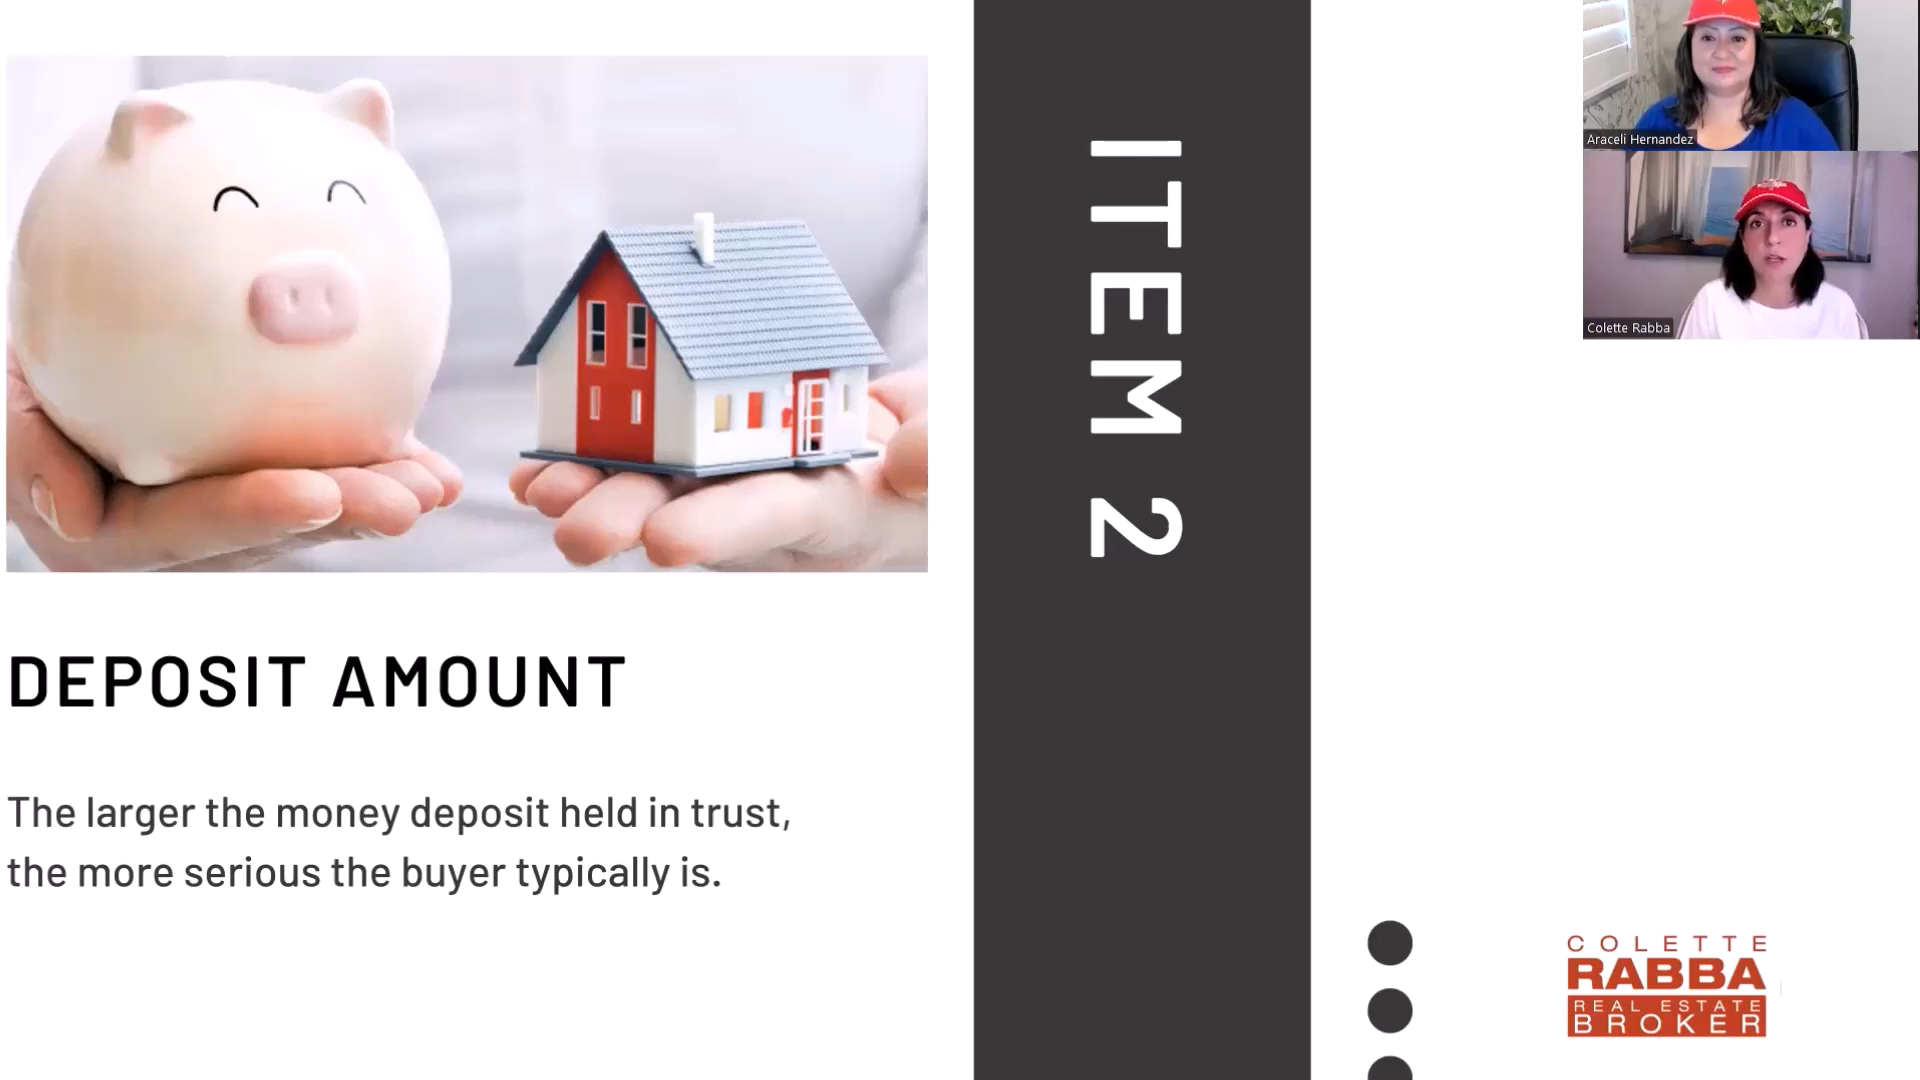 ITEM 2
Araceli Hernandez
Colette Rabba
DEPOSIT AMOUNT
The larger the money deposit held in trust,
the more serious the buyer typically is.
COLETTE
RABBA
REAL ESTATE
BROKER